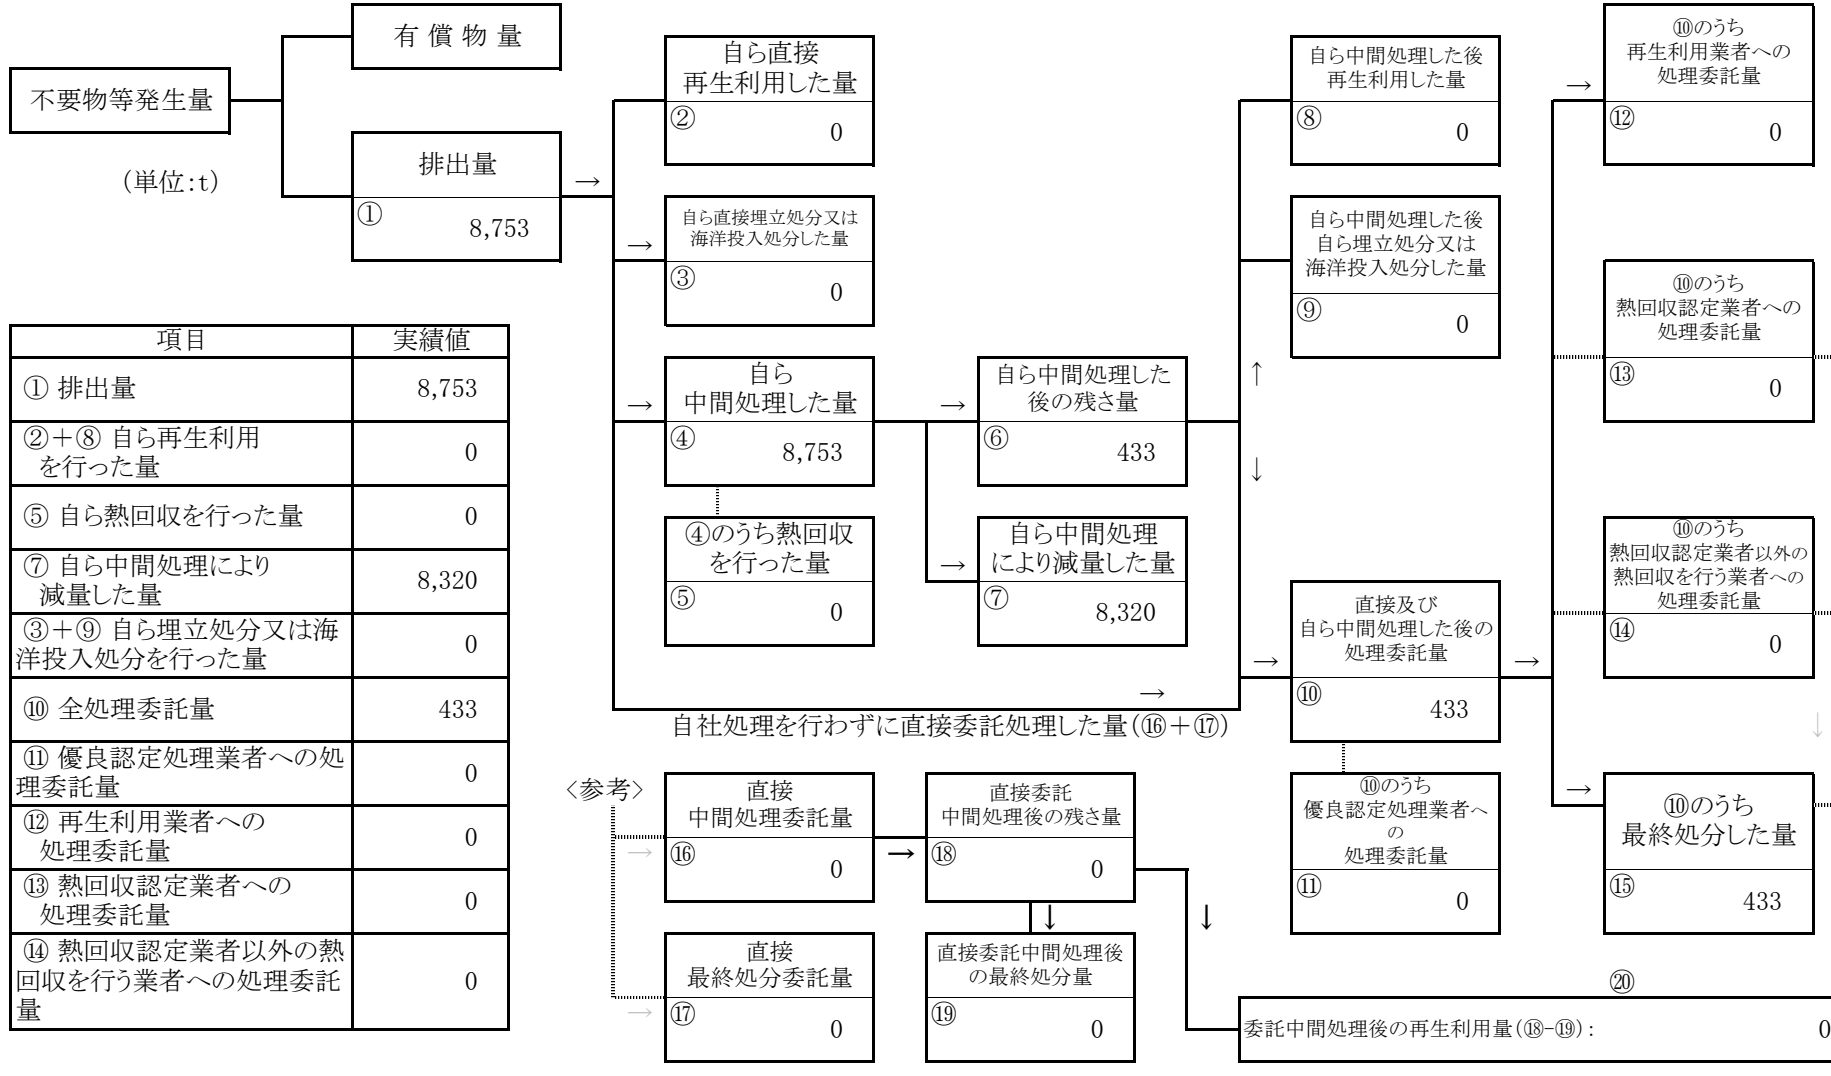 不要物等発生量
有 償 物 量
排出量
①
8,753
(単位:t)
→
自ら直接
再生利用した量
②
0
→
自ら直接埋立処分又は
海洋投入処分した量
③
0
→
自ら
中間処理した量
④
8,753
④のうち熱回収
を行った量
⑤
0
→
自ら中間処理した
後の残さ量
⑥
433
→
自ら中間処理
により減量した量
⑦
8,320
自ら中間処理した後
再生利用した量
⑧
0
自ら中間処理した後
自ら埋立処分又は
海洋投入処分した量
⑨
0
↑
↓
→
自社処理を行わずに直接委託処理した量(⑯+⑰)
→
直接及び
自ら中間処理した後の
処理委託量
⑩
433
⑩のうち
優良認定処理業者へ
の
処理委託量
⑪
0
→
→
⑩のうち
再生利用業者への
処理委託量
⑫
0
⑩のうち
熱回収認定業者への
処理委託量
⑬
0
⑩のうち
熱回収認定業者以外の
熱回収を行う業者への
処理委託量
⑭
0
↓
→
⑩のうち
最終処分した量
⑮
433
項目 実績値
① 排出量 8,753
②+⑧ 自ら再生利用
を行った量
0
⑤ 自ら熱回収を行った量 0
⑦ 自ら中間処理により
減量した量
8,320
③+⑨ 自ら埋立処分又は海
洋投入処分を行った量
0
⑩ 全処理委託量 433
⑪ 優良認定処理業者への処
理委託量
0
⑫ 再生利用業者への
処理委託量
0
⑬ 熱回収認定業者への
処理委託量
0
⑭ 熱回収認定業者以外の熱
回収を行う業者への処理委託
量
0
<参考>
→
直接
中間処理委託量
⑯
0
→
直接委託
中間処理後の残さ量
⑱
0
↓
↓
→
直接
最終処分委託量
⑰
0
直接委託中間処理後
の最終処分量
⑲
0
⑳
委託中間処理後の再生利用量(⑱-⑲): 0